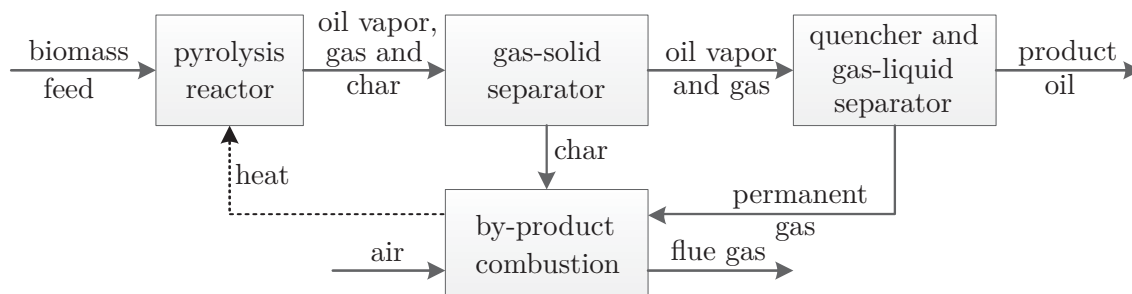 biomass
feed
pyrolysis
reactor
oil vapor,
gas and
char
gas-solid
separator
oil vapor
and gas
quencher and
gas-liquid
separator
product
oil
heat
char
permanent
gas
air
by-product
combustion
flue gas